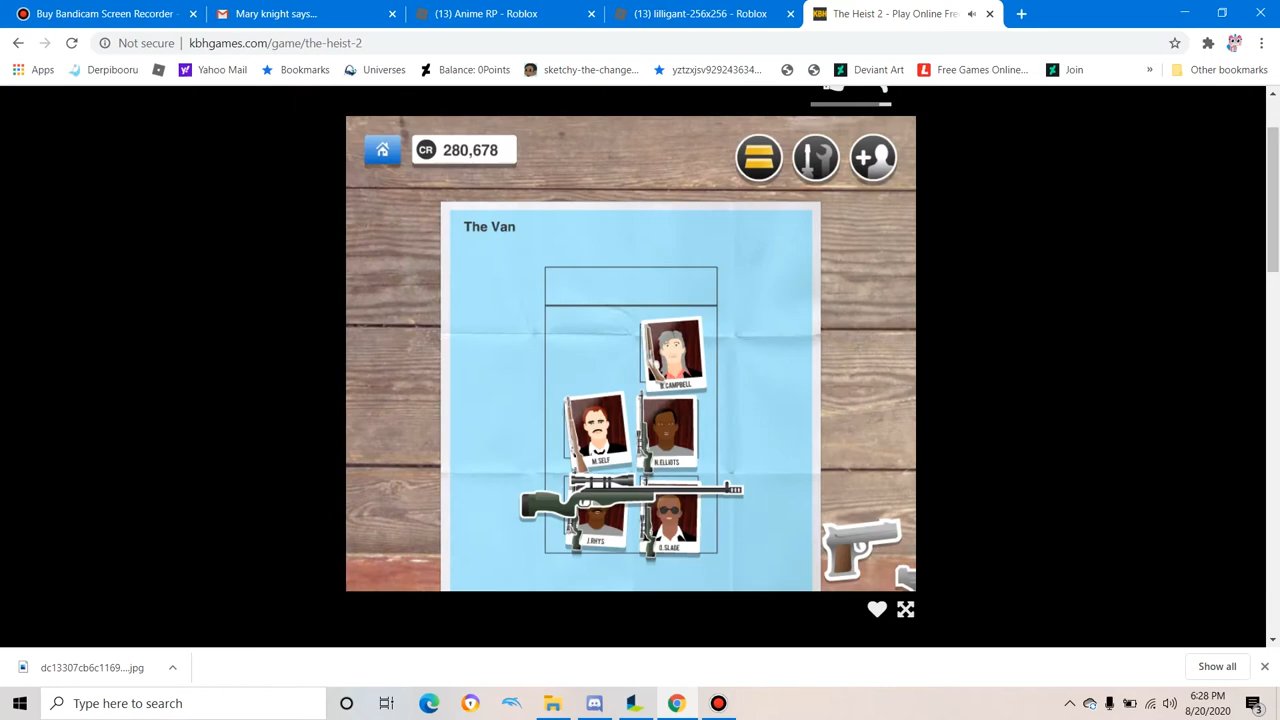 Buy Bandicam Screen Recorder
Mary knight says...
(13) Anime RP - Roblox
(13) lilligant-256x256 - Roblox
KBH
The Heist 2 - Play Online Fre
Not secure
kbhgames.com/game/the-heist-2
Apps
Derpibooru
Yahoo Mail
Bookmarks
Universes
Balance: 0Points
sketchy-the-change...
yztzxjsv929243634...
Deviant Art
Free Games Online...
Join
»
Other bookmarks
CR 280,678
The Van
B.CAMPBELL
M.SELF
N.ELLIOTS
J.RHYS
O.SLADE
dc13307cb6c1169....jpg
Show all
Type here to search
6:28 PM
8/20/2020
3